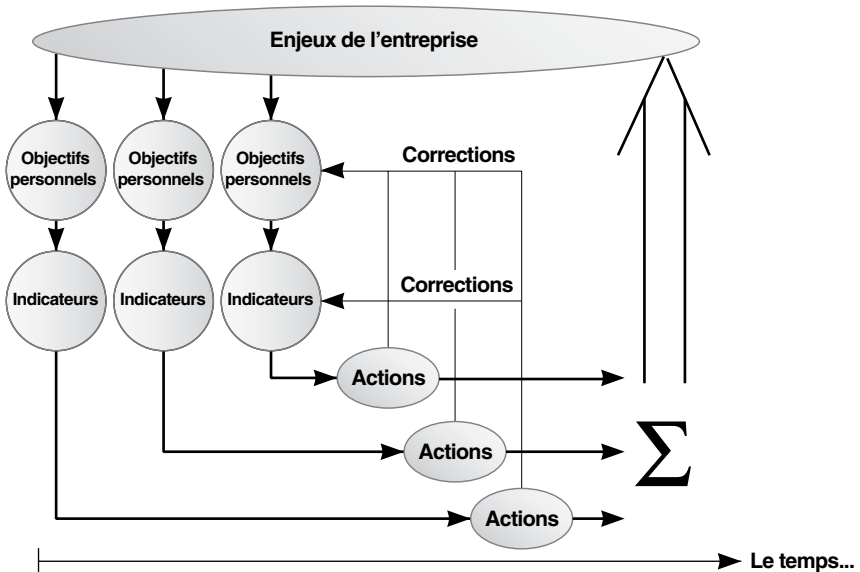 Enjeux de l’entreprise
Objectifs
personnels
Objectifs
personnels
Objectifs
personnels
Corrections
Indicateurs
Indicateurs
Indicateurs
Corrections
Actions
Actions
Σ
Actions
Le temps...